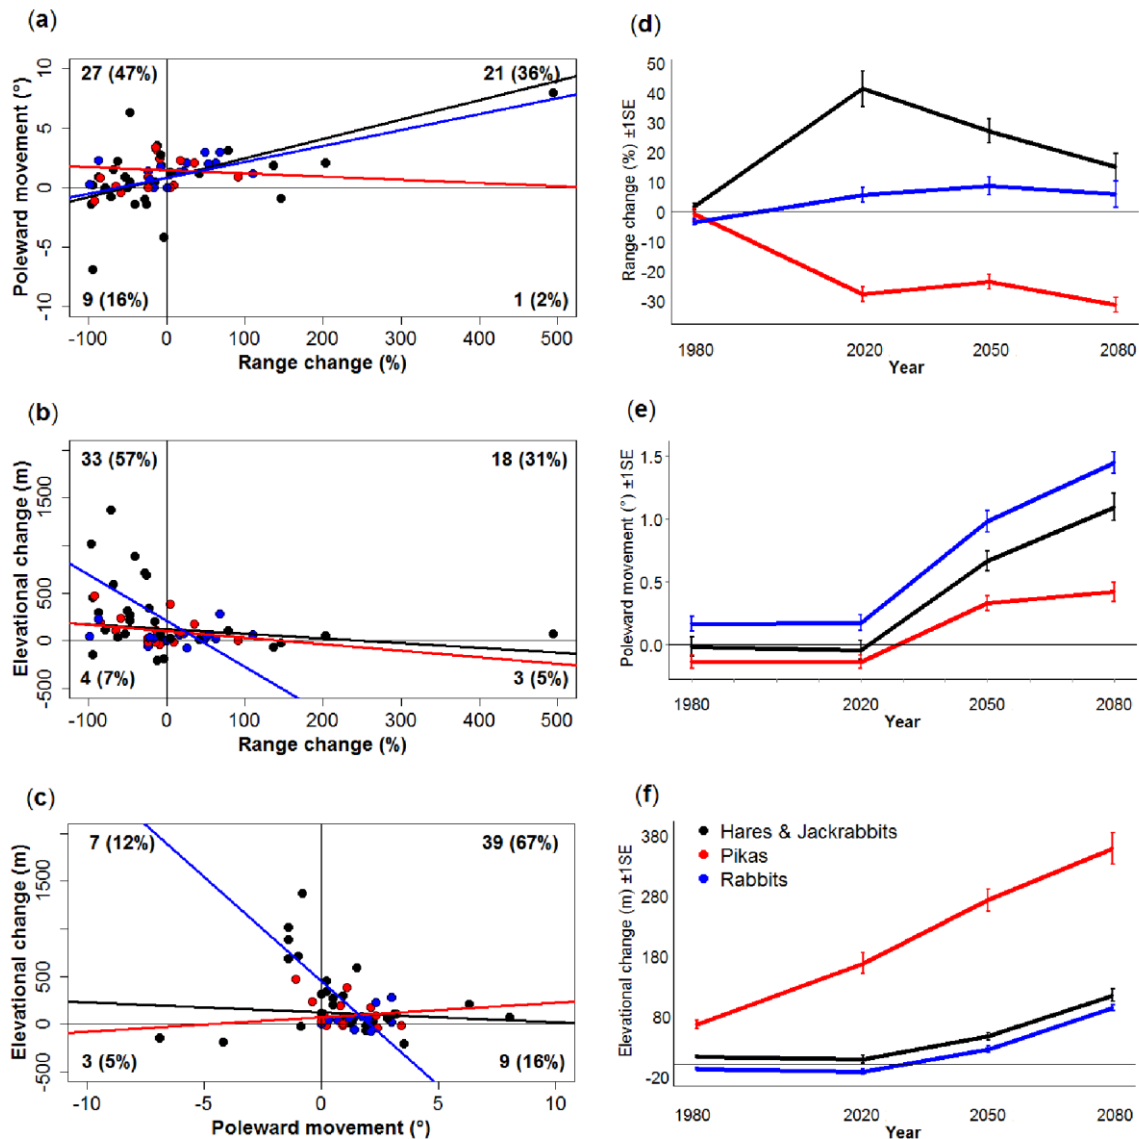 (a)
27 (47%)
21 (36%)
9 (16%)
1 (2%)
Poleward movement (°)
10
5
0
-5
-10
-100 0 100 200 300 400 500
Range change (%)
(d)
Range change (%) ±1SE
50
40
30
20
10
0
-10
-20
-30
1980 2020 2050 2080
Year
(b)
33 (57%)
18 (31%)
4 (7%)
3 (5%)
Elevational change (m)
1500
500
0
-500
-100 0 100 200 300 400 500
Range change (%)
(e)
Poleward movement (°) ±1SE
1.5
1.0
0.5
0.0
1980 2020 2050 2080
Year
(c)
7 (12%)
39 (67%)
3 (5%)
9 (16%)
Elevational change (m)
1500
500
0
-500
-10 -5 0 5 10
Poleward movement (°)
(f)
Hares & Jackrabbits
Pikas
Rabbits
Elevational change (m) ±1SE
380
280
180
80
-20
1980 2020 2050 2080
Year